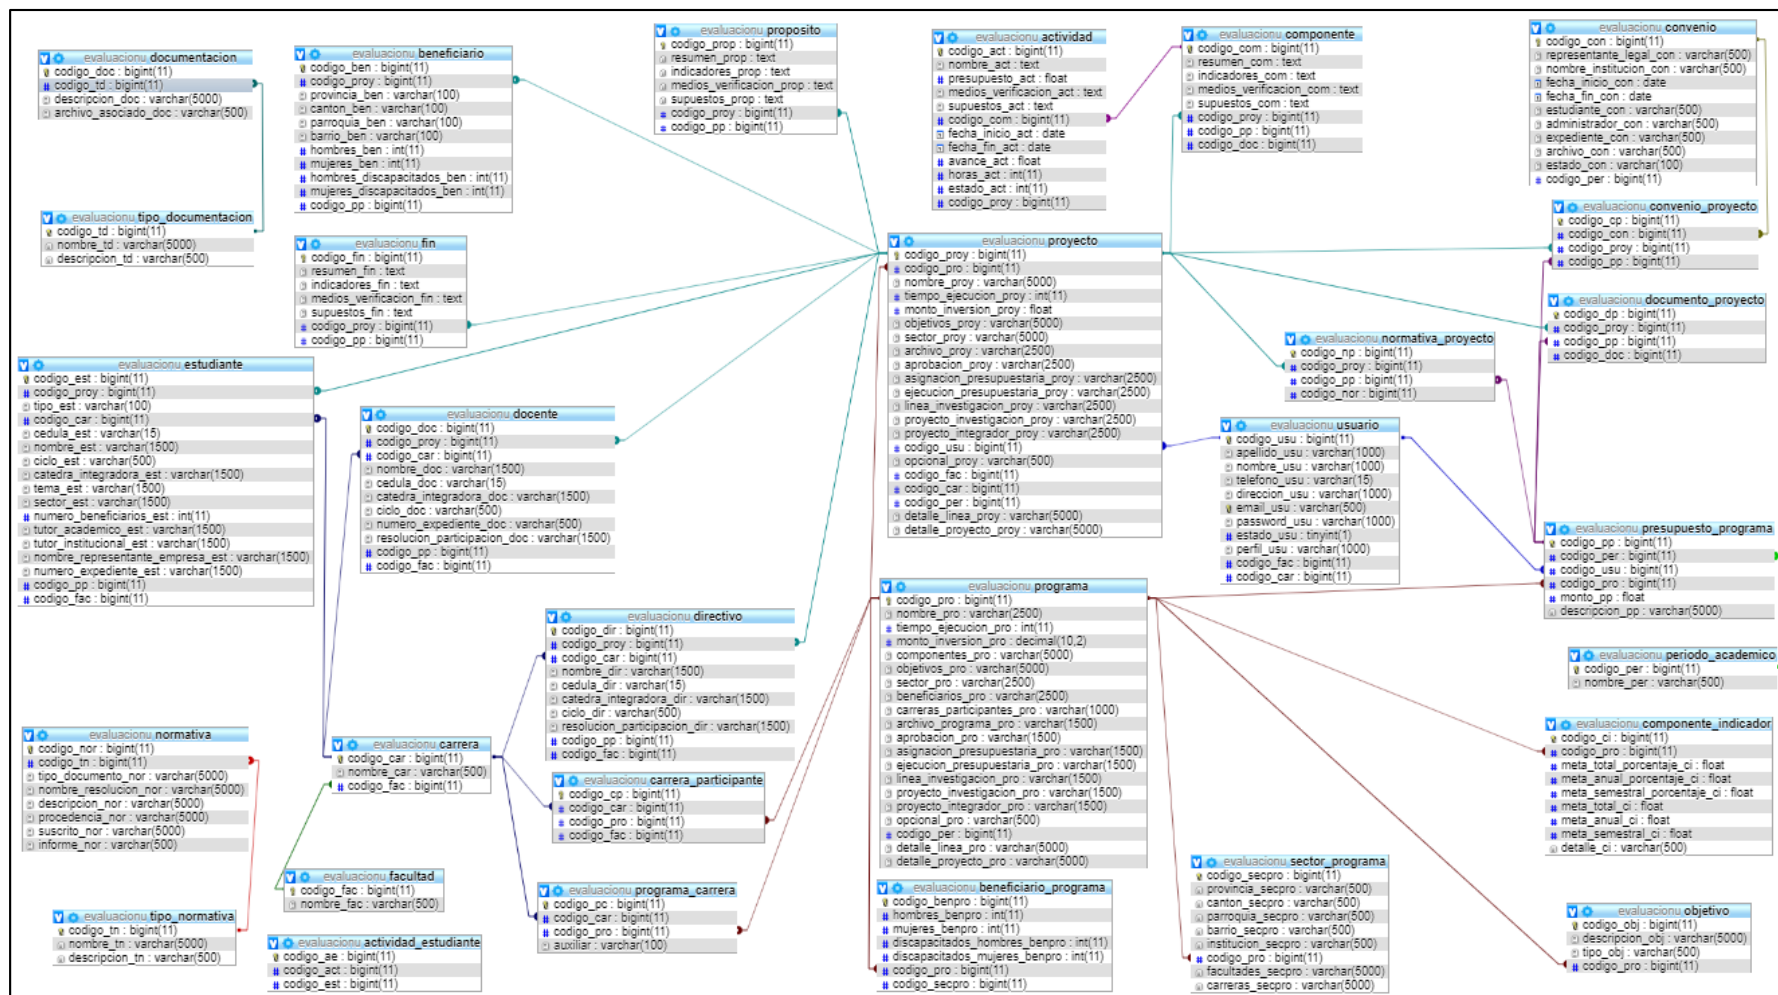 evaluacionu documentacion
codigo_doc : bigint(11)
codigo_td : bigint(11)
descripcion_doc : varchar(5000)
archivo_asociado_doc : varchar(500)
evaluacionu tipo_documentacion
codigo_td : bigint(11)
nombre_td : varchar(5000)
descripcion_td : varchar(500)
evaluacionu beneficiario
codigo_ben : bigint(11)
codigo_proy : bigint(11)
provincia_ben : varchar(100)
canton_ben : varchar(100)
parroquia_ben : varchar(100)
barrio_ben : varchar(100)
hombres_ben : int(11)
mujeres_ben : int(11)
hombres_discapacitados_ben : int(11)
mujeres_discapacitados_ben : int(11)
codigo_pp : bigint(11)
evaluacionu fin
codigo_fin : bigint(11)
resumen_fin : text
indicadores_fin : text
medios_verificacion_fin : text
supuestos_fin : text
codigo_proy : bigint(11)
codigo_pp : bigint(11)
evaluacionu proposito
codigo_prop : bigint(11)
resumen_prop : text
indicadores_prop : text
medios_verificacion_prop : text
supuestos_prop : text
codigo_proy : bigint(11)
codigo_pp : bigint(11)
evaluacionu actividad
codigo_act : bigint(11)
nombre_act : text
presupuesto_act : float
medios_verificacion_act : text
supuestos_act : text
codigo_com : bigint(11)
fecha_inicio_act : date
fecha_fin_act : date
avance_act : float
horas_act : int(11)
estado_act : int(11)
codigo_proy : bigint(11)
evaluacionu componente
codigo_com : bigint(11)
resumen_com : text
indicadores_com : text
medios_verificacion_com : text
supuestos_com : text
codigo_proy : bigint(11)
codigo_pp : bigint(11)
codigo_doc : bigint(11)
evaluacionu convenio
codigo_con : bigint(11)
representante_legal_con : varchar(500)
nombre_institucion_con : varchar(500)
fecha_inicio_con : date
fecha_fin_con : date
estudiante_con : varchar(500)
administrador_con : varchar(500)
expediente_con : varchar(500)
archivo_con : varchar(500)
estado_con : varchar(100)
codigo_per : bigint(11)
evaluacionu convenio_proyecto
codigo_cp : bigint(11)
codigo_con : bigint(11)
codigo_proy : bigint(11)
codigo_pp : bigint(11)
evaluacionu documento_proyecto
codigo_dp : bigint(11)
codigo_proy : bigint(11)
codigo_pp : bigint(11)
codigo_doc : bigint(11)
evaluacionu normativa_proyecto
codigo_np : bigint(11)
codigo_proy : bigint(11)
codigo_pp : bigint(11)
codigo_nor : bigint(11)
evaluacionu proyecto
codigo_proy : bigint(11)
codigo_pro : bigint(11)
nombre_proy : varchar(5000)
tiempo_ejecucion_proy : int(11)
monto_inversion_proy : float
objetivos_proy : varchar(5000)
sector_proy : varchar(5000)
archivo_proy : varchar(2500)
aprobacion_proy : varchar(2500)
asignacion_presupuestaria_proy : varchar(2500)
ejecucion_presupuestaria_proy : varchar(2500)
linea_investigacion_proy : varchar(2500)
proyecto_investigacion_proy : varchar(2500)
proyecto_integrador_proy : varchar(2500)
codigo_usu : bigint(11)
opcional_proy : varchar(500)
codigo_fac : bigint(11)
codigo_car : bigint(11)
codigo_per : bigint(11)
detalle_linea_proy : varchar(5000)
detalle_proyecto_proy : varchar(5000)
evaluacionu estudiante
codigo_est : bigint(11)
codigo_proy : bigint(11)
tipo_est : varchar(100)
codigo_car : bigint(11)
cedula_est : varchar(15)
nombre_est : varchar(1500)
ciclo_est : varchar(500)
catedra_integradora_est : varchar(1500)
tema_est : varchar(1500)
sector_est : varchar(1500)
numero_beneficiarios_est : int(11)
tutor_academico_est : varchar(1500)
tutor_institucional_est : varchar(1500)
nombre_representante_empresa_est : varchar(1500)
numero_expediente_est : varchar(1500)
codigo_pp : bigint(11)
codigo_fac : bigint(11)
evaluacionu docente
codigo_doc : bigint(11)
codigo_proy : bigint(11)
codigo_car : bigint(11)
nombre_doc : varchar(1500)
cedula_doc : varchar(15)
catedra_integradora_doc : varchar(1500)
ciclo_doc : varchar(500)
numero_expediente_doc : varchar(500)
resolucion_participacion_doc : varchar(1500)
codigo_pp : bigint(11)
codigo_fac : bigint(11)
evaluacionu usuario
codigo_usu : bigint(11)
apellido_usu : varchar(1000)
nombre_usu : varchar(1000)
telefono_usu : varchar(15)
direccion_usu : varchar(1000)
email_usu : varchar(500)
password_usu : varchar(1000)
estado_usu : tinyint(1)
perfil_usu : varchar(1000)
codigo_fac : bigint(11)
codigo_car : bigint(11)
evaluacionu presupuesto_programa
codigo_pp : bigint(11)
codigo_per : bigint(11)
codigo_usu : bigint(11)
codigo_pro : bigint(11)
monto_pp : float
descripcion_pp : varchar(5000)
evaluacionu periodo_academico
codigo_per : bigint(11)
nombre_per : varchar(500)
evaluacionu directivo
codigo_dir : bigint(11)
codigo_proy : bigint(11)
codigo_car : bigint(11)
nombre_dir : varchar(1500)
cedula_dir : varchar(15)
catedra_integradora_dir : varchar(1500)
ciclo_dir : varchar(500)
resolucion_participacion_dir : varchar(1500)
codigo_pp : bigint(11)
codigo_fac : bigint(11)
evaluacionu programa
codigo_pro : bigint(11)
nombre_pro : varchar(2500)
tiempo_ejecucion_pro : int(11)
monto_inversion_pro : decimal(10,2)
componentes_pro : varchar(5000)
objetivos_pro : varchar(5000)
sector_pro : varchar(2500)
beneficiarios_pro : varchar(2500)
carreras_participantes_pro : varchar(1000)
archivo_programa_pro : varchar(1500)
aprobacion_pro : varchar(1500)
asignacion_presupuestaria_pro : varchar(1500)
ejecucion_presupuestaria_pro : varchar(1500)
linea_investigacion_pro : varchar(1500)
proyecto_investigacion_pro : varchar(1500)
proyecto_integrador_pro : varchar(1500)
opcional_pro : varchar(500)
codigo_per : bigint(11)
detalle_linea_pro : varchar(5000)
detalle_proyecto_pro : varchar(5000)
evaluacionu normativa
codigo_nor : bigint(11)
codigo_tn : bigint(11)
tipo_documento_nor : varchar(5000)
nombre_resolucion_nor : varchar(5000)
descripcion_nor : varchar(5000)
procedencia_nor : varchar(5000)
suscrito_nor : varchar(5000)
informe_nor : varchar(500)
evaluacionu carrera
codigo_car : bigint(11)
nombre_car : varchar(500)
codigo_fac : bigint(11)
evaluacionu carrera_participante
codigo_cp : bigint(11)
codigo_car : bigint(11)
codigo_pro : bigint(11)
codigo_fac : bigint(11)
evaluacionu componente_indicador
codigo_ci : bigint(11)
codigo_pro : bigint(11)
meta_total_porcentaje_ci : float
meta_anual_porcentaje_ci : float
meta_semestral_porcentaje_ci : float
meta_total_ci : float
meta_anual_ci : float
meta_semestral_ci : float
detalle_ci : varchar(500)
evaluacionu facultad
codigo_fac : bigint(11)
nombre_fac : varchar(500)
evaluacionu tipo_normativa
codigo_tn : bigint(11)
nombre_tn : varchar(5000)
descripcion_tn : varchar(500)
evaluacionu actividad_estudiante
codigo_ae : bigint(11)
codigo_act : bigint(11)
codigo_est : bigint(11)
evaluacionu programa_carrera
codigo_pc : bigint(11)
codigo_car : bigint(11)
codigo_pro : bigint(11)
auxiliar : varchar(100)
evaluacionu beneficiario_programa
codigo_benpro : bigint(11)
hombres_benpro : int(11)
mujeres_benpro : int(11)
discapacitados_hombres_benpro : int(11)
discapacitados_mujeres_benpro : int(11)
codigo_pro : bigint(11)
codigo_secpro : bigint(11)
evaluacionu sector_programa
codigo_secpro : bigint(11)
provincia_secpro : varchar(500)
canton_secpro : varchar(500)
parroquia_secpro : varchar(500)
barrio_secpro : varchar(500)
institucion_secpro : varchar(500)
codigo_pro : bigint(11)
facultades_secpro : varchar(5000)
carreras_secpro : varchar(5000)
evaluacionu objetivo
codigo_obj : bigint(11)
descripcion_obj : varchar(5000)
tipo_obj : varchar(500)
codigo_pro : bigint(11)